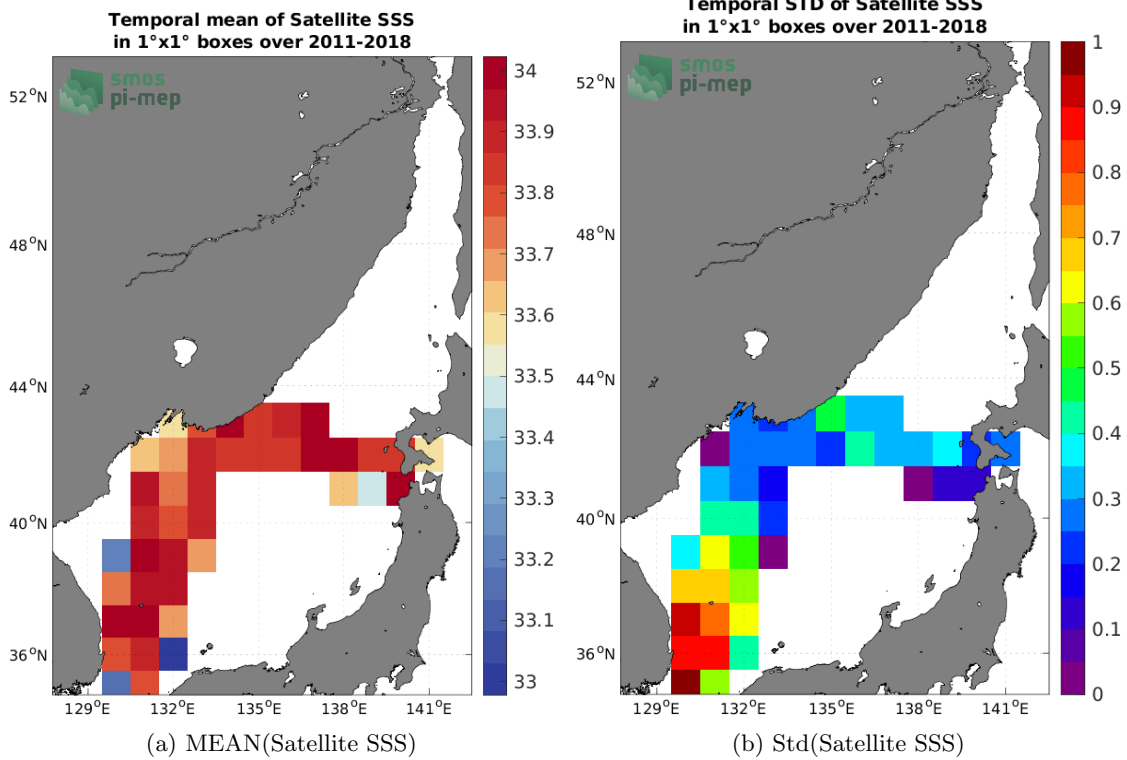 Temporal mean of Satellite SSS
in 1°x1° boxes over 2011-2018
smos
pi-mep
52°N
48°N
44°N
40°N
36°N
129°E
132°E
135°E
138°E
141°E
34
33.9
33.8
33.7
33.6
33.5
33.4
33.3
33.2
33.1
33
(a) MEAN(Satellite SSS)
Temporal STD of Satellite SSS
in 1°x1° boxes over 2011-2018
smos
pi-mep
52°N
48°N
44°N
40°N
36°N
129°E
132°E
135°E
138°E
141°E
1
0.9
0.8
0.7
0.6
0.5
0.4
0.3
0.2
0.1
0
(b) Std(Satellite SSS)